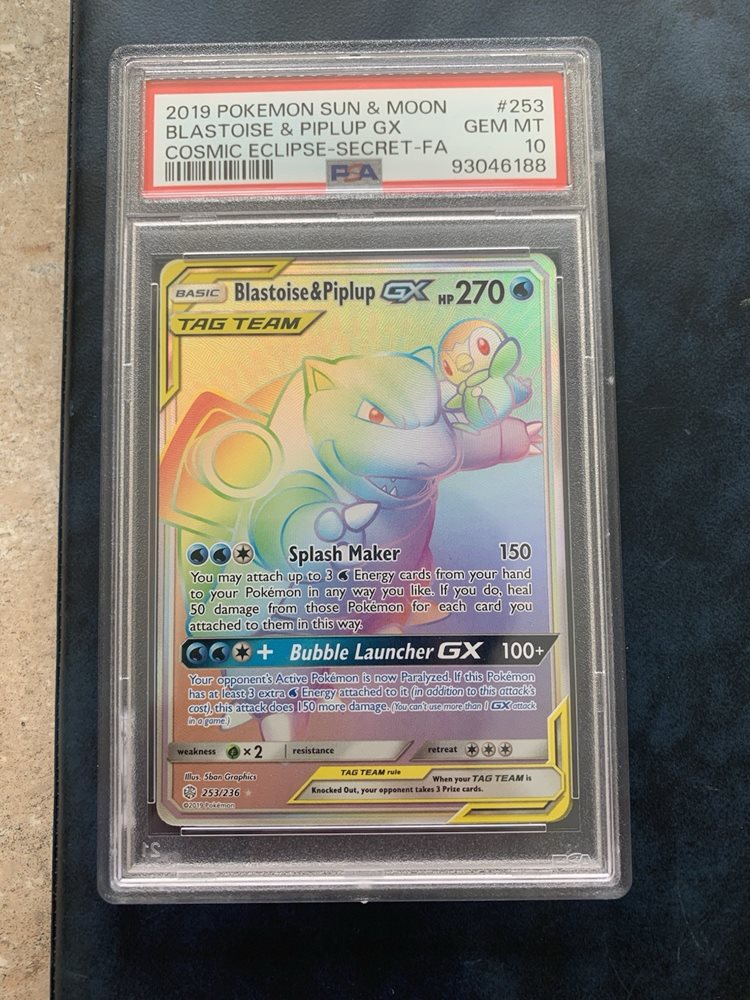 2019 POKEMON SUN & MOON #253
BLASTOISE & PIPLUP GX GEM MT
COSMIC ECLIPSE-SECRET-FA 10
PSA 93046188
BASIC Blastoise&Piplup GX HP 270
TAG TEAM
Splash Maker 150
You may attach up to 3 Energy cards from your hand
to your Pokémon in any way you like. If you do, heal
50 damage from those Pokémon for each card you
attached to them in this way.
+ Bubble Launcher GX 100+
Your opponent's Active Pokémon is now Paralyzed. If this Pokémon
has at least 3 extra Energy attached to it (in addition to this attack's
cost), this attack does 150 more damage. (You can't use more than 1 GX attack
in a game.)
weakness ×2 resistance retreat
Illus. 5ban Graphics
253/236
©2019 Pokémon
TAG TEAM rule
When your TAG TEAM is
Knocked Out, your opponent takes 3 Prize cards.